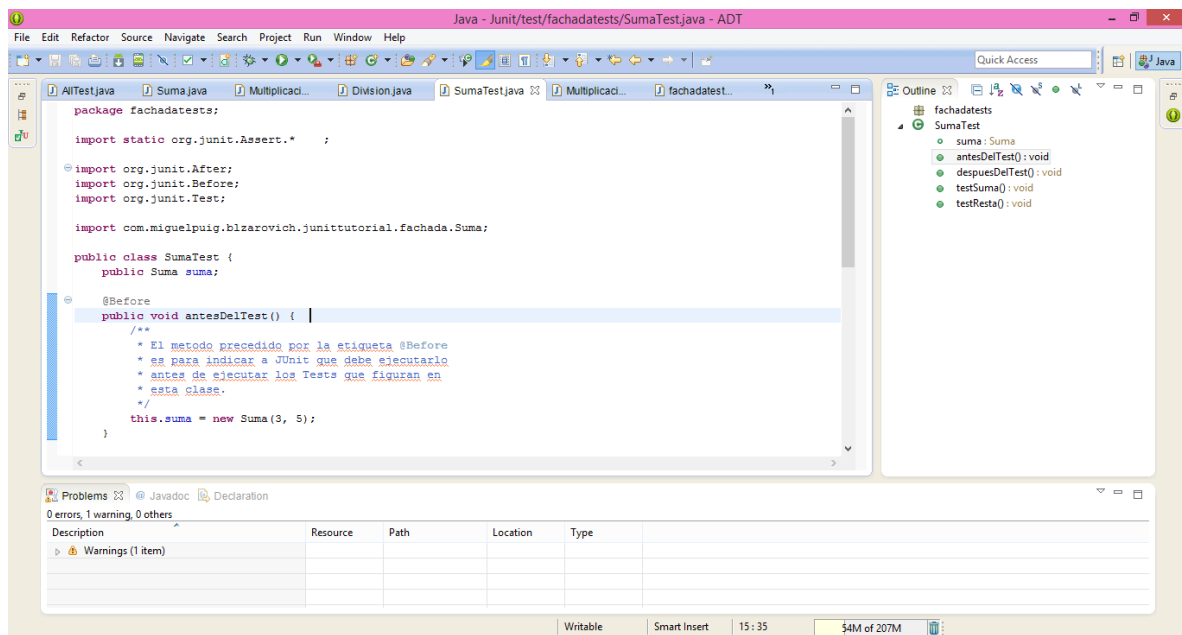 Java - Junit/test/fachadatests/SumaTest.java - ADT
File Edit Refactor Source Navigate Search Project Run Window Help
Quick Access
Java
AllTest.java Suma.java Multiplicaci... Division.java SumaTest.java Multiplicaci... fachadatest... »1
package fachadatests;
import static org.junit.Assert.* ;
import org.junit.After;
import org.junit.Before;
import org.junit.Test;
import com.miguelpuig.blzarovich.junittutorial.fachada.Suma;
public class SumaTest {
public Suma suma;
@Before
public void antesDelTest() {
/**
* El metodo precedido por la etiqueta @Before
* es para indicar a JUnit que debe ejecutarlo
* antes de ejecutar los Tests que figuran en
* esta clase.
*/
this.suma = new Suma(3, 5);
}
Outline
fachadatests
SumaTest
suma : Suma
antesDelTest() : void
despuesDelTest() : void
testSuma() : void
testResta() : void
Problems @ Javadoc Declaration
0 errors, 1 warning, 0 others
Description Resource Path Location Type
Warnings (1 item)
Writable Smart Insert 15 : 35 54M of 207M